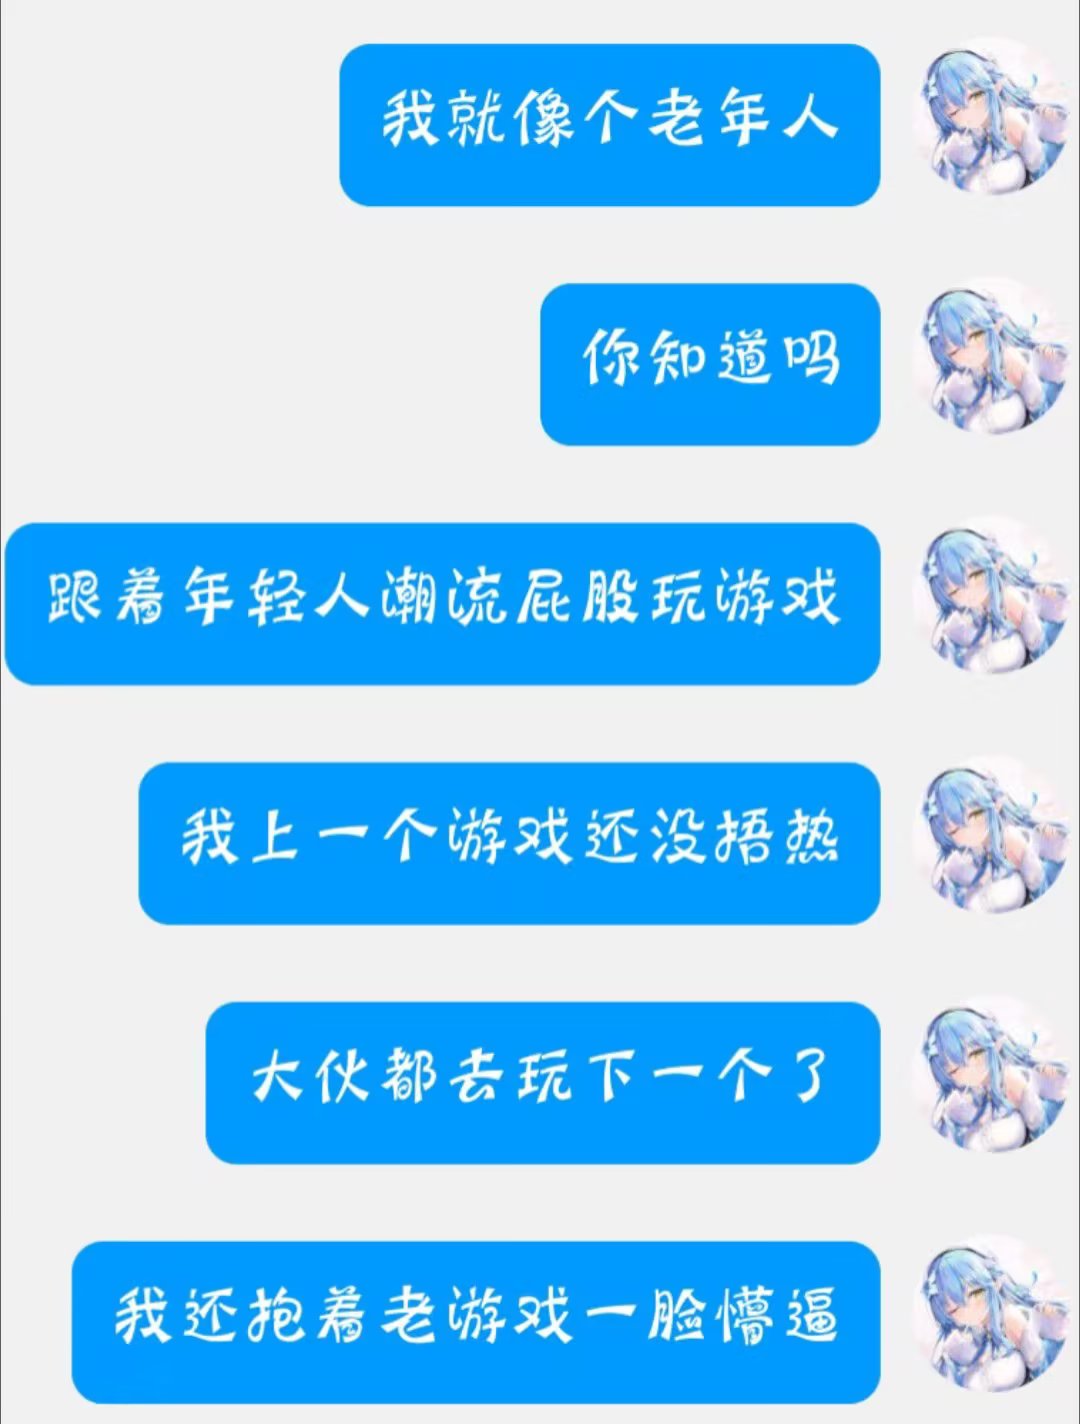 我就像个老年人
你知道吗
跟着年轻人潮流屁股玩游戏
我上一个游戏还没捂热
大伙都去玩下一个了
我还抱着老游戏一脸懵逼